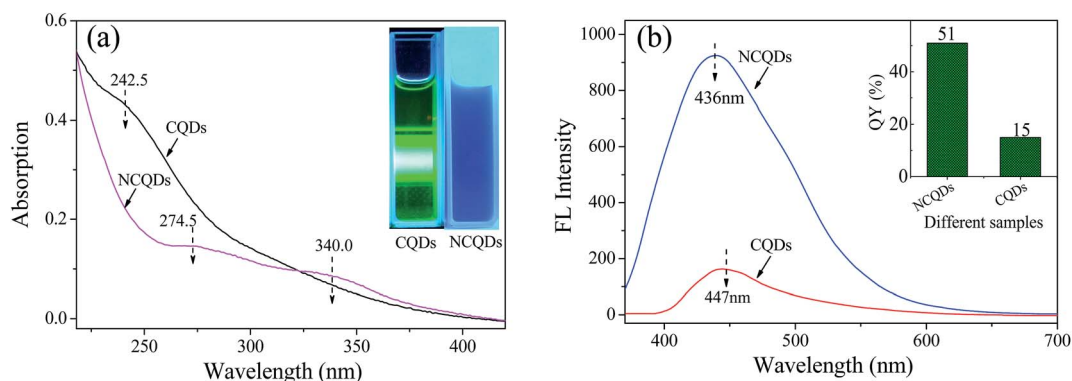 (a)
0.6
0.4
0.2
0.0
Absorption
242.5
CQDs
NCQDs
274.5
340.0
CQDs NCQDs
250 300 350 400
Wavelength (nm)
(b)
1000
800
600
400
200
0
FL Intensity
NCQDs
436nm
CQDs
447nm
400 500 600 700
Wavelength (nm)
QY (%)
40
20
0
51
15
NCQDs
CQDs
Different samples